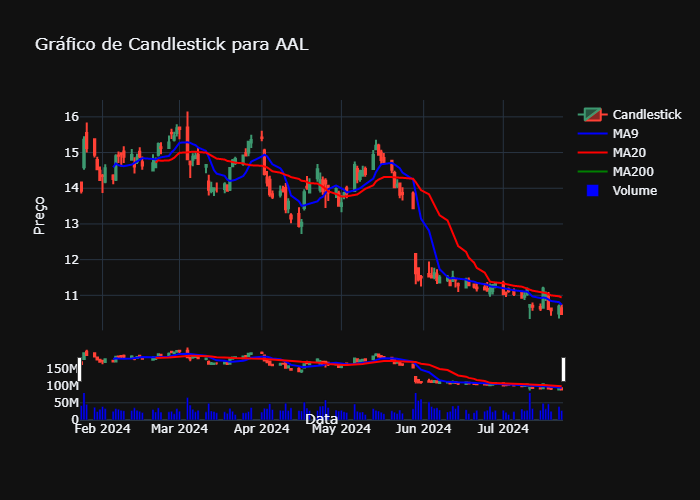 Gráfico de Candlestick para AAL
16
15
14
13
12
11
Preço
Candlestick
MA9
MA20
MA200
Volume
150M
100M
50M
0
Feb 2024
Mar 2024
Apr 2024
May 2024
Jun 2024
Jul 2024
Data